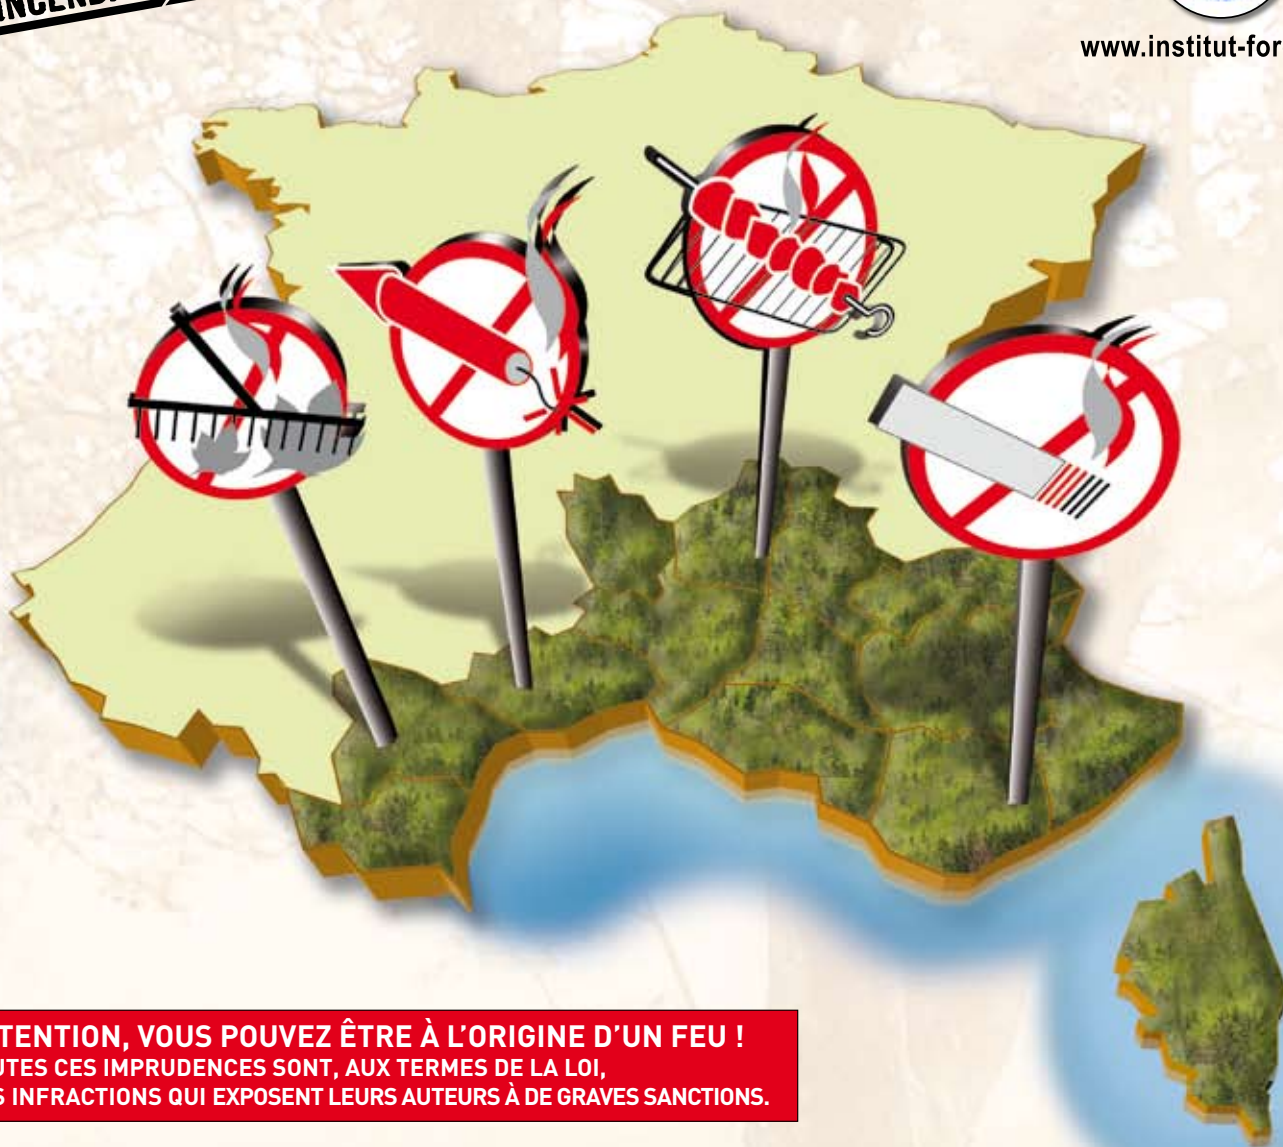 INCENDI
www.institut-for
TENTION, VOUS POUVEZ ÊTRE À L'ORIGINE D'UN FEU !
UTES CES IMPRUDENCES SONT, AUX TERMES DE LA LOI,
S INFRACTIONS QUI EXPOSENT LEURS AUTEURS À DE GRAVES SANCTIONS.